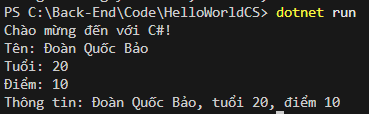 PS C:\Back-End\Code\HelloWorldCS> dotnet run
Chào mừng đến với C#!
Tên: Đoàn Quốc Bảo
Tuổi: 20
Điểm: 10
Thông tin: Đoàn Quốc Bảo, tuổi 20, điểm 10